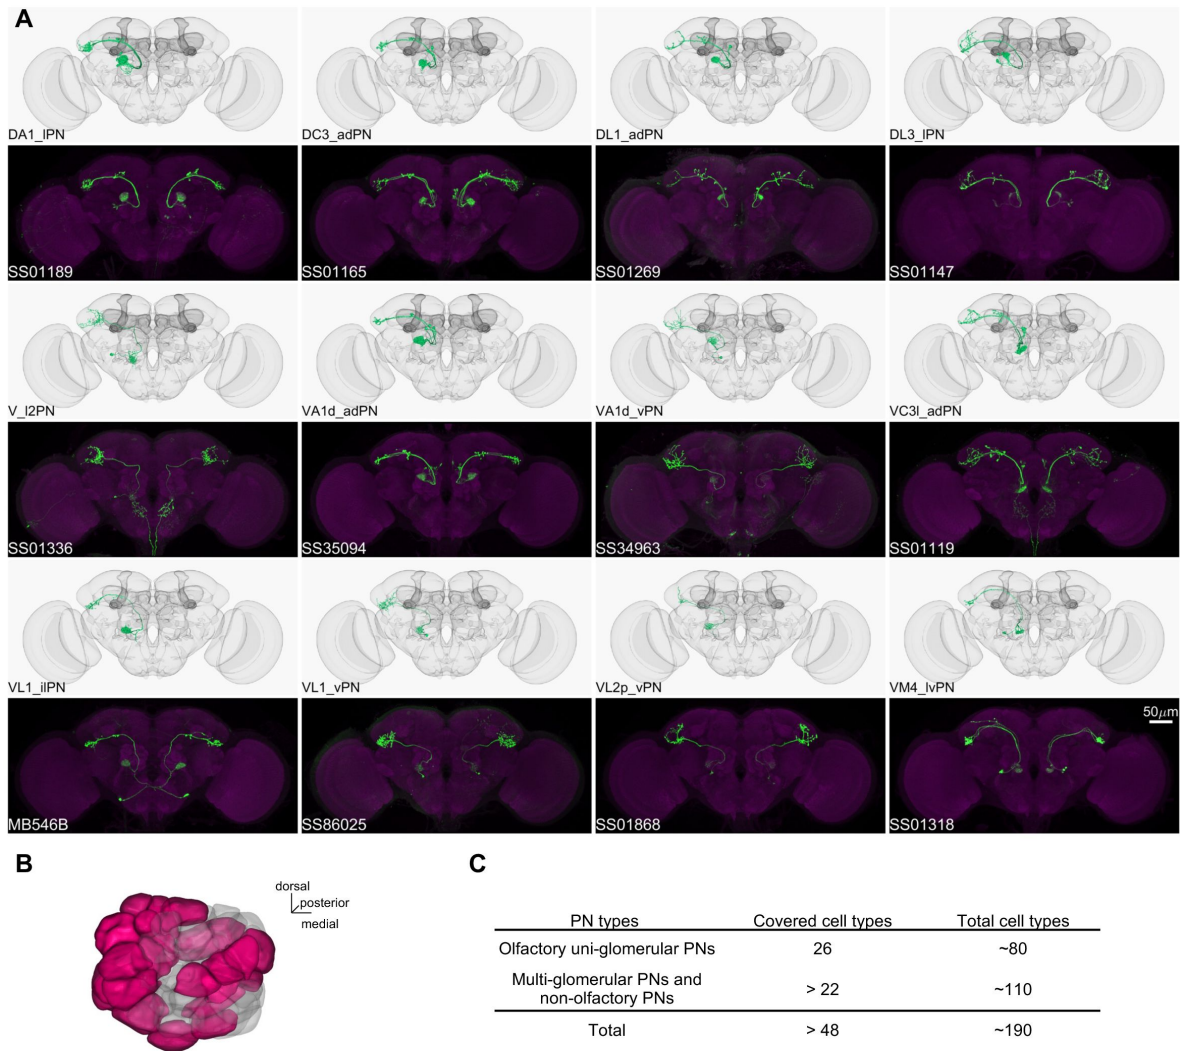 A
DA1_lPN
DC3_adPN
DL1_adPN
DL3_lPN
SS01189
SS01165
SS01269
SS01147
V_l2PN
VA1d_adPN
VA1d_vPN
VC3l_adPN
SS01336
SS35094
SS34963
SS01119
VL1_ilPN
VL1_vPN
VL2p_vPN
VM4_lvPN
50μm
MB546B
SS86025
SS01868
SS01318
B
dorsal
posterior
medial
C
PN types Covered cell types Total cell types
Olfactory uni-glomerular PNs 26 ~80
Multi-glomerular PNs and
non-olfactory PNs > 22 ~110
Total > 48 ~190